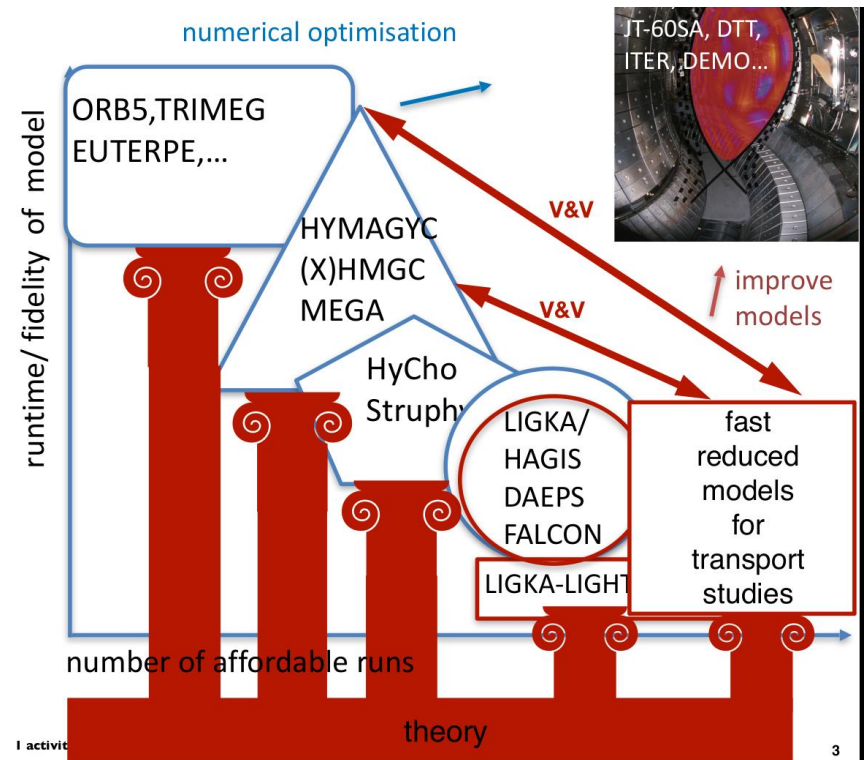 numerical optimisation
JT-60SA, DTT,
ITER, DEMO...
runtime/ fidelity of model
ORB5,TRIMEG
EUTERPE,...
V&V
HYMAGYC
(X)HMGC
MEGA
V&V
improve
models
HyCho
Struphy
LIGKA/
HAGIS
DAEPS
FALCON
LIGKA-LIGHT
fast
reduced
models
for
transport
studies
number of affordable runs
theory
I activit
3